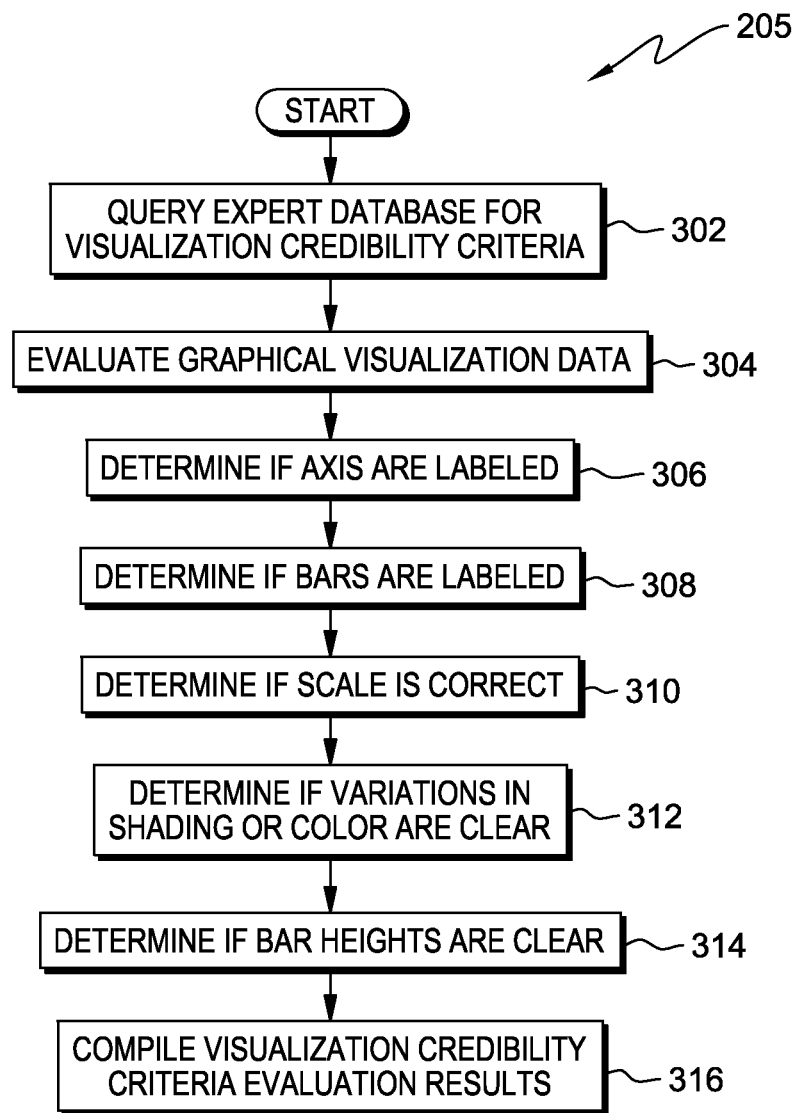 205
START
QUERY EXPERT DATABASE FOR
VISUALIZATION CREDIBILITY CRITERIA
302
EVALUATE GRAPHICAL VISUALIZATION DATA
304
DETERMINE IF AXIS ARE LABELED
306
DETERMINE IF BARS ARE LABELED
308
DETERMINE IF SCALE IS CORRECT
310
DETERMINE IF VARIATIONS IN
SHADING OR COLOR ARE CLEAR
312
DETERMINE IF BAR HEIGHTS ARE CLEAR
314
COMPILE VISUALIZATION CREDIBILITY
CRITERIA EVALUATION RESULTS
316